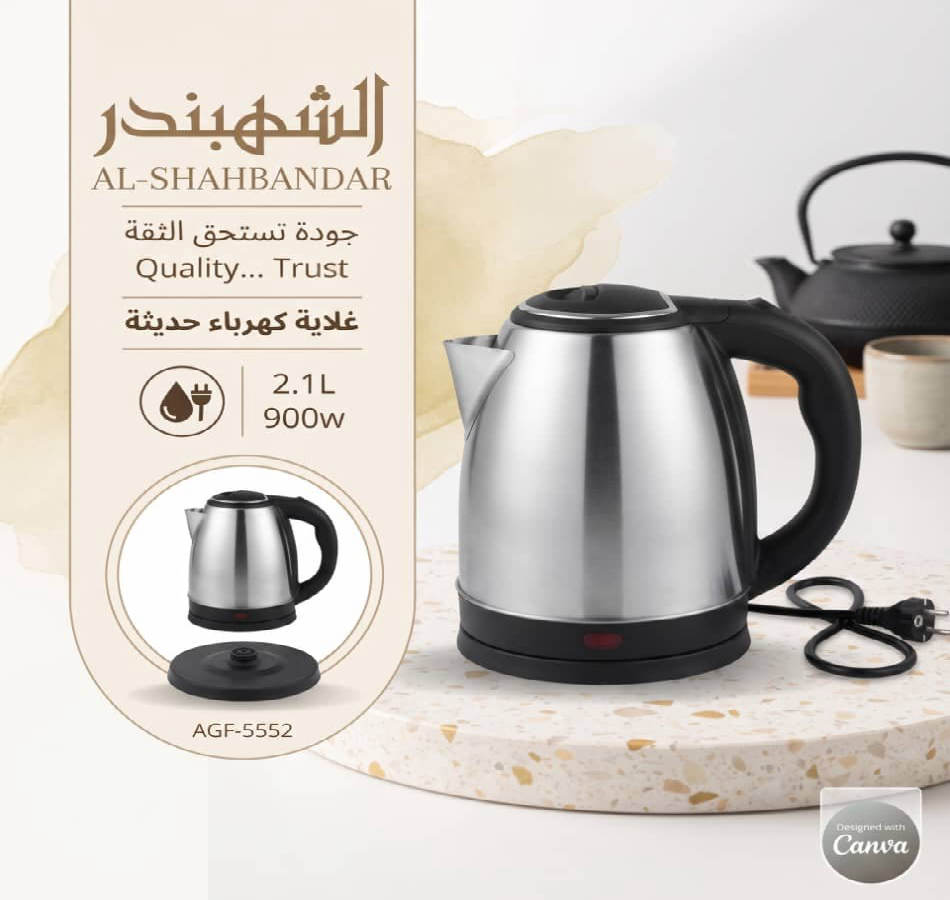 الشهبندر
AL-SHAHBANDAR
جودة تستحق الثقة
Quality... Trust
غلاية كهرباء حديثة
2.1L
900w
AGF-5552
Designed with
Canva